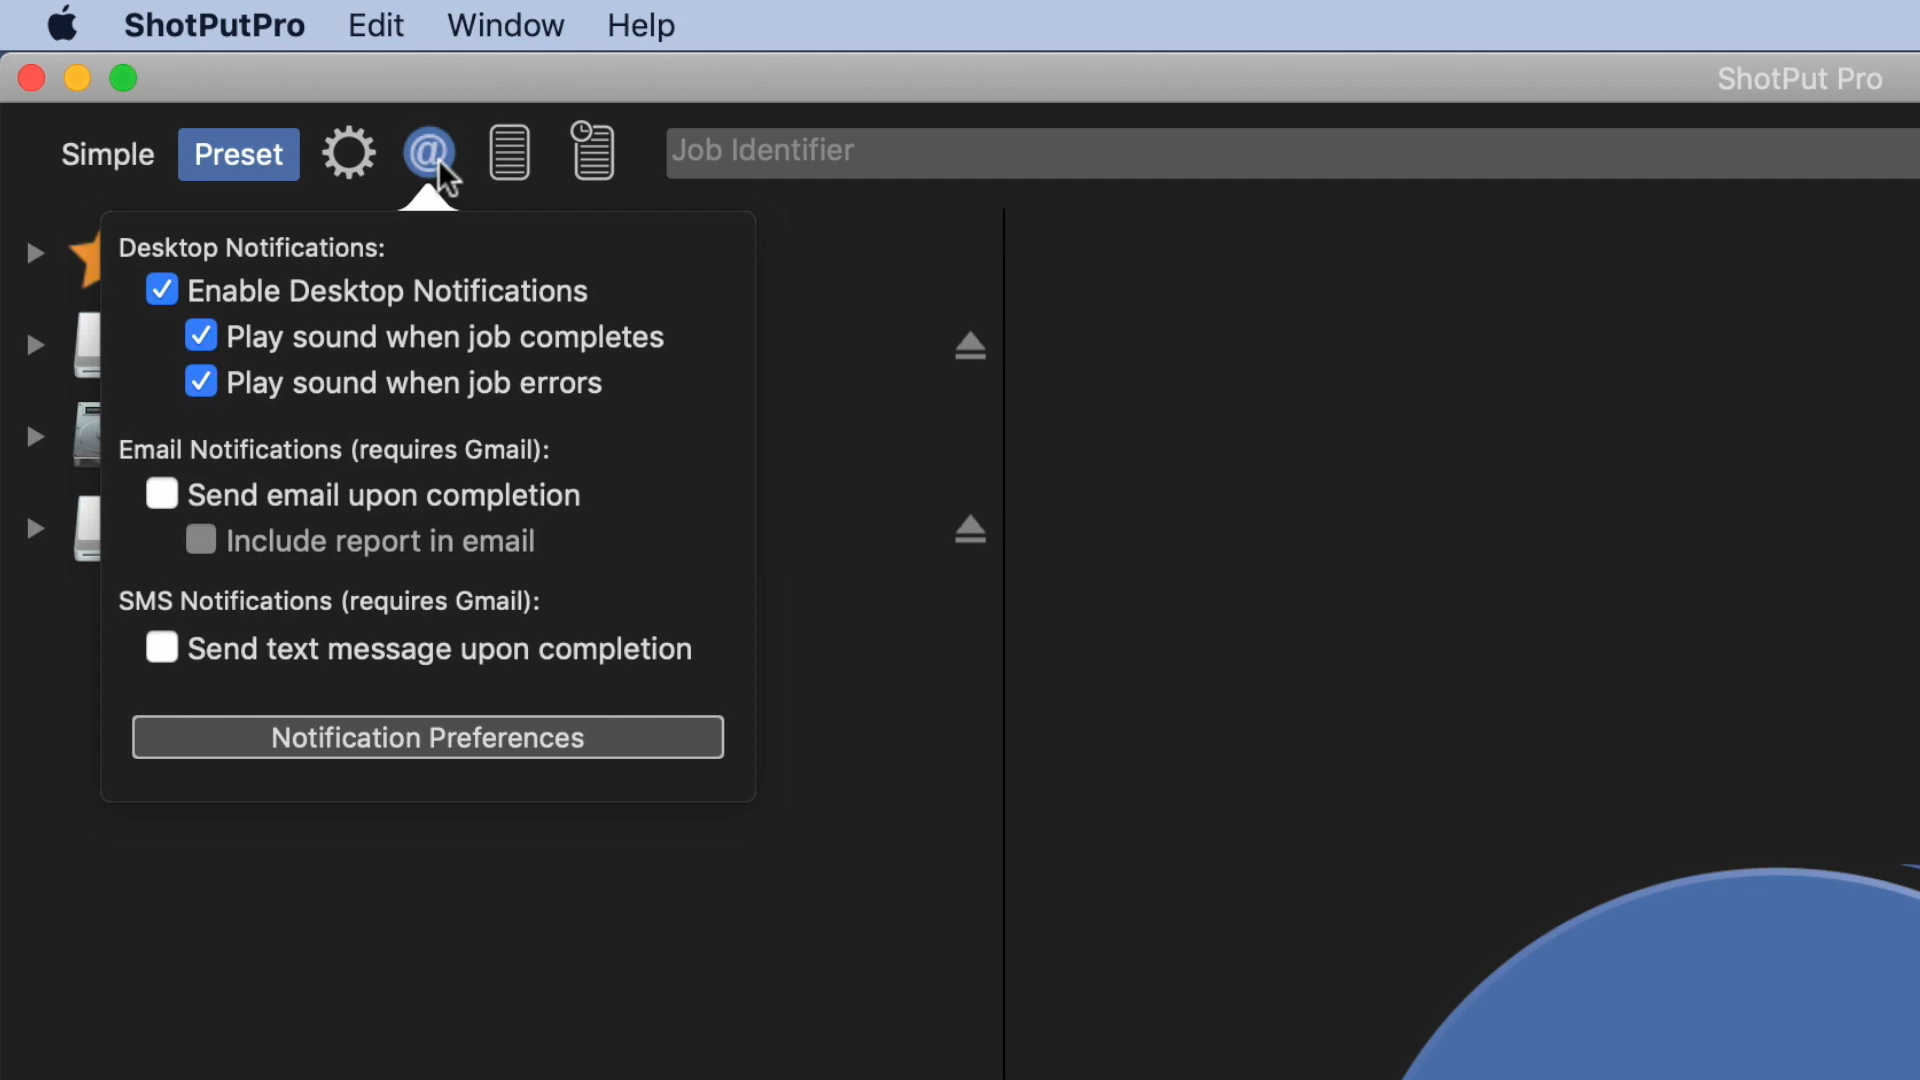 ShotPutPro Edit Window Help
ShotPut Pro
Simple Preset @ Job Identifier
Desktop Notifications:
Enable Desktop Notifications
Play sound when job completes
Play sound when job errors
Email Notifications (requires Gmail):
Send email upon completion
Include report in email
SMS Notifications (requires Gmail):
Send text message upon completion
Notification Preferences